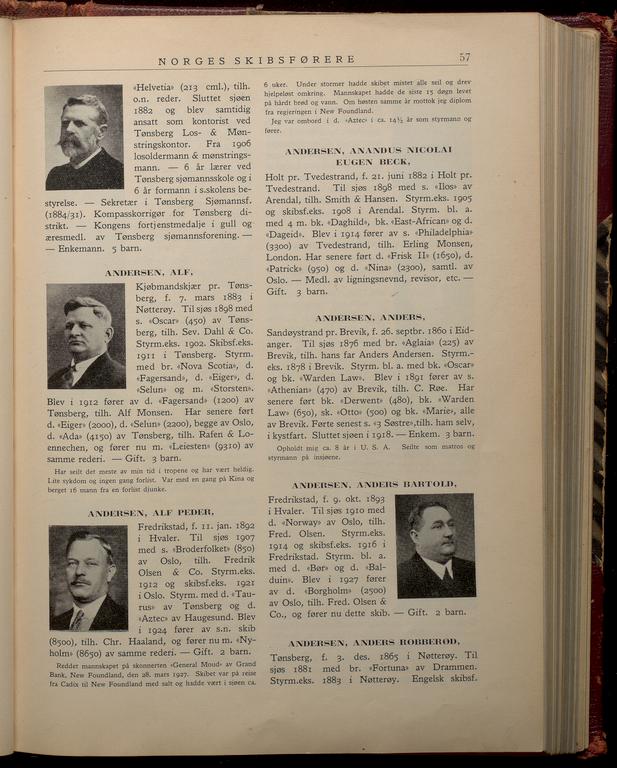 NORGES SKIBSFØRERE
57
«Helvetia» (213 cml.), tilh.
o.n. reder. Sluttet sjøen
1882 og blev samtidig
ansatt som kontorist ved
Tønsberg Los- & Møn-
stringskontor. Fra 1906
losoldermann & mønstrings-
mann. — 6 år lærer ved
Tønsberg sjømannsskole og i
6 år formann i s.skolens be-
styrelse. — Sekretær i Tønsberg Sjømannsf.
(1884/31). Kompasskorrigør for Tønsberg di-
strikt. — Kongens fortjenstmedalje i gull og
æresmedl. av Tønsberg sjømannsforening. —
— Enkemann. 5 barn.
ANDERSEN, ALF,
Kjøbmandskjær pr. Tøns-
berg, f. 7. mars 1883 i
Nøtterøy. Til sjøs 1898 med
s. «Oscar» (450) av Tøns-
berg, tilh. Sev. Dahl & Co.
Styrm.eks. 1902. Skibsf.eks.
1911 i Tønsberg. Styrm.
med br. «Nova Scotia», d.
«Fagersand», d. «Eiger», d.
«Selun» og m. «Storsten».
Blev i 1912 fører av d. «Fagersand» (1200) av
Tønsberg, tilh. Alf Monsen. Har senere ført
d. «Eiger» (2000), d. «Selun» (2200), begge av Oslo,
d. «Ada» (4150) av Tønsberg, tilh. Rafen & Lo-
ennechen, og fører nu m. «Leiesten» (9310) av
samme rederi. — Gift. 3 barn.
Har seilt det meste av min tid i tropene og har vært heldig.
Lite sykdom og ingen gang forlist. Var med en gang på Kina og
berget 16 mann fra en forlist djunke.
ANDERSEN, ALF PEDER,
Fredrikstad, f. 11. jan. 1892
i Hvaler. Til sjøs 1907
med s. «Broderfolket» (850)
av Oslo, tilh. Fredrik
Olsen & Co. Styrm.eks.
1912 og skibsf.eks. 1921
i Oslo. Styrm. med d. «Tau-
rus» av Tønsberg og d.
«Aztec» av Haugesund. Blev
i 1924 fører av s.n. skib
(8500), tilh. Chr. Haaland, og fører nu m. «Ny-
holm» (8650) av samme rederi. — Gift. 2 barn.
Reddet mannskapet på skonnerten «General Moud» av Grand
Bank, New Foundland, den 28. mars 1927. Skibet var på reise
fra Cadix til New Foundland med salt og hadde vært i sjøen ca.
6 uker. Under stormer hadde skibet mistet alle seil og drev
hjelpeløst omkring. Mannskapet hadde de siste 15 døgn levet
på hårdt brød og vann. Om høsten samme år mottok jeg diplom
fra regjeringen i New Foundland.
Jeg var ombord i d. «Aztec» i ca. 14½ år som styrmann og
fører.
ANDERSEN, ANANDUS NICOLAI
EUGEN BECK,
Holt pr. Tvedestrand, f. 21. juni 1882 i Holt pr.
Tvedestrand. Til sjøs 1898 med s. «Ilos» av
Arendal, tilh. Smith & Hansen. Styrm.eks. 1905
og skibsf.eks. 1908 i Arendal. Styrm. bl. a.
med 4 m. bk. «Daghild», bk. «East-African» og d.
«Dageid». Blev i 1914 fører av s. «Philadelphia»
(3300) av Tvedestrand, tilh. Erling Monsen,
London. Har senere ført d. «Frisk II» (1650), d.
«Patrick» (950) og d. «Nina» (2300), samtl. av
Oslo. — Medl. av ligningsnevnd, revisor, etc. —
Gift. 3 barn.
ANDERSEN, ANDERS,
Sandøystrand pr. Brevik, f. 26. septbr. 1860 i Eid-
anger. Til sjøs 1876 med br. «Aglaia» (225) av
Brevik, tilh. hans far Anders Andersen. Styrm.-
eks. 1878 i Brevik. Styrm. bl. a. med bk. «Oscar»
og bk. «Warden Law». Blev i 1891 fører av s.
«Athenian» (470) av Brevik, tilh. C. Røe. Har
senere ført bk. «Derwent» (480), bk. «Warden
Law» (650), sk. «Otto» (500) og bk. «Marie», alle
av Brevik. Førte senest s. «3 Søstre», tilh. ham selv,
i kystfart. Sluttet sjøen i 1918. — Enkem. 3 barn.
Opholdt mig ca. 8 år i U. S. A. Seilte som matros og
styrmann på innsjøene.
ANDERSEN, ANDERS BARTOLD,
Fredrikstad, f. 9. okt. 1893
i Hvaler. Til sjøs 1910 med
d. «Norway» av Oslo, tilh.
Fred. Olsen. Styrm.eks.
1914 og skibsf.eks. 1916 i
Fredrikstad. Styrm. bl. a.
med d. «Bør» og d. «Bal-
duin». Blev i 1927 fører
av d. «Borgholm» (2500)
av Oslo, tilh. Fred. Olsen &
Co., og fører nu dette skib. — Gift. 2 barn.
ANDERSEN, ANDERS ROBBERØD,
Tønsberg, f. 3. des. 1865 i Nøtterøy. Til
sjøs 1881 med br. «Fortuna» av Drammen.
Styrm.eks. 1883 i Nøtterøy. Engelsk skibsf.